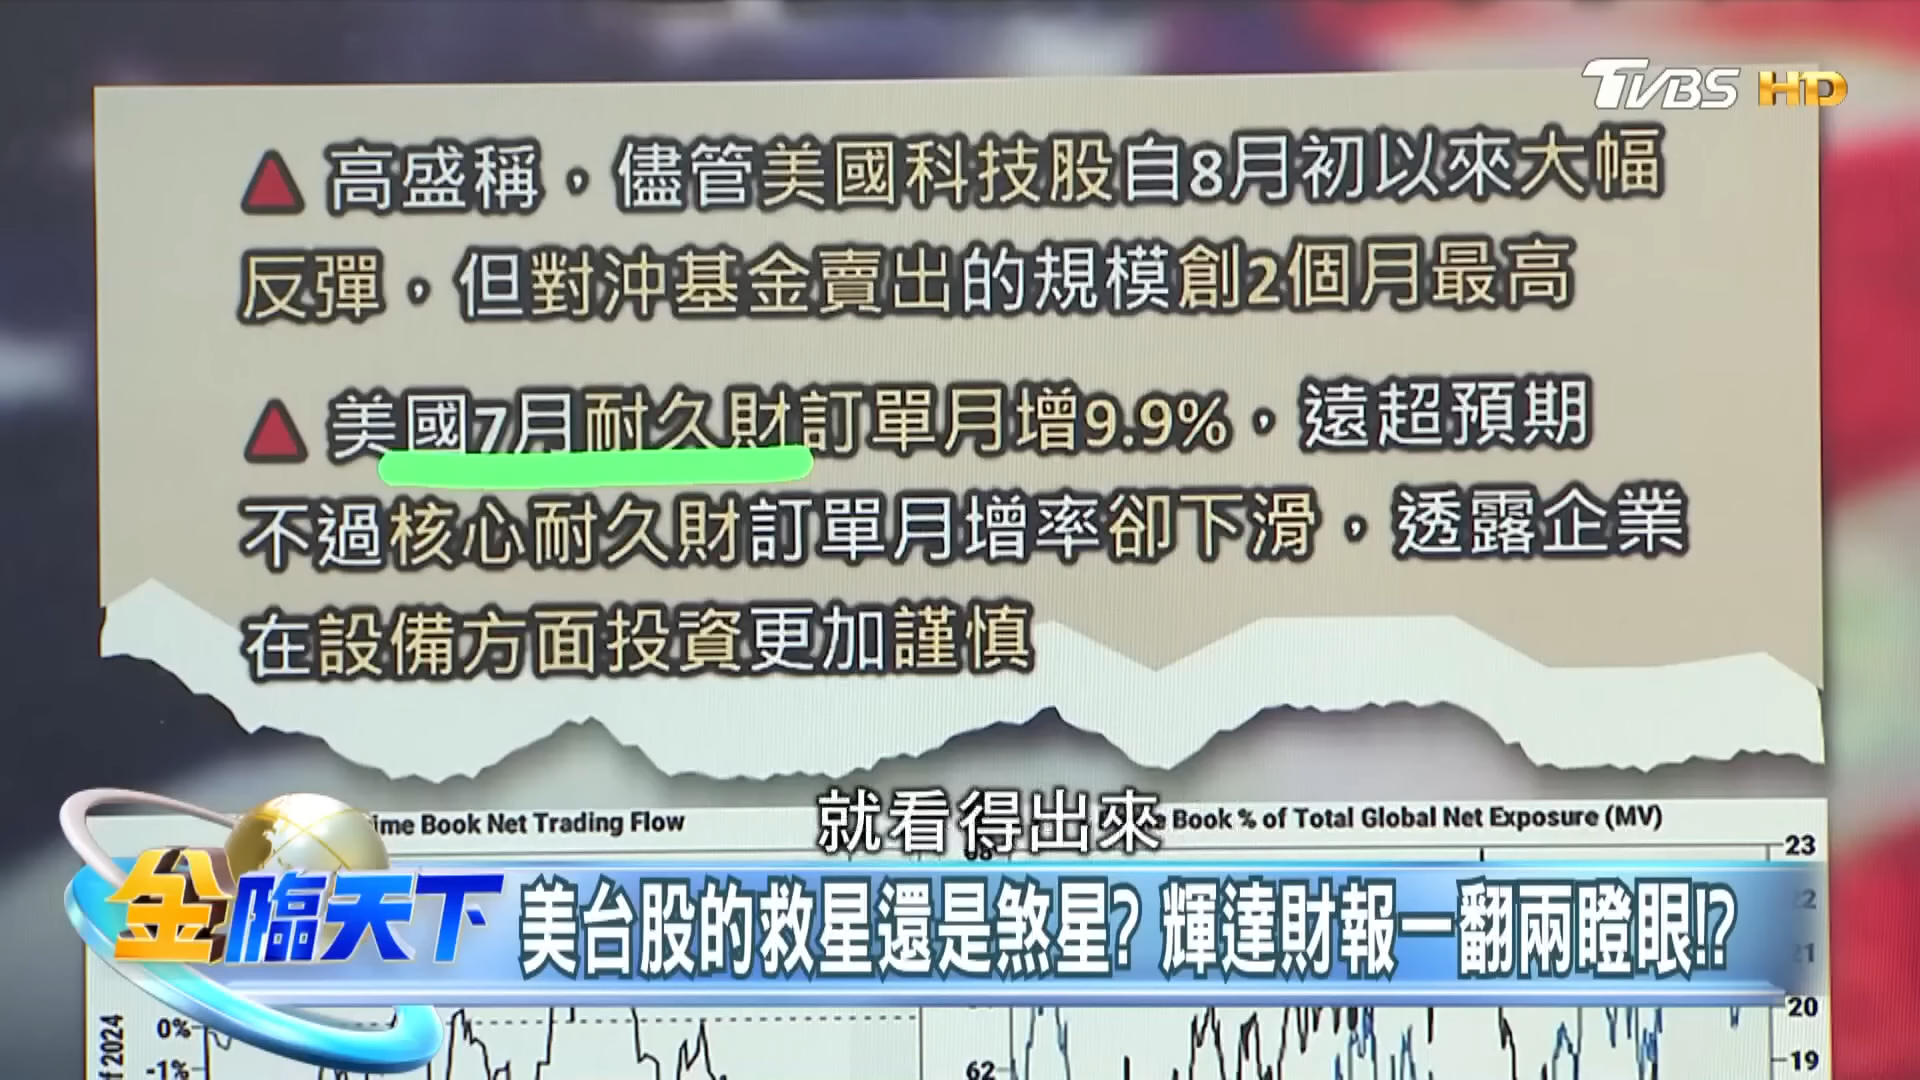 TVBS HD
▲高盛稱，儘管美國科技股自8月初以來大幅
反彈，但對沖基金賣出的規模創2個月最高
▲美國7月耐久財訂單月增9.9%，遠超預期
不過核心耐久財訂單月增率卻下滑，透露企業
在設備方面投資更加謹慎
Book Net Trading Flow
就看得出來
Book % of Total Global Net Exposure (MV)
23
金臨天下
美台股的救星還是煞星? 輝達財報一翻兩瞪眼!?
20
2024
0%
-1%
62
19